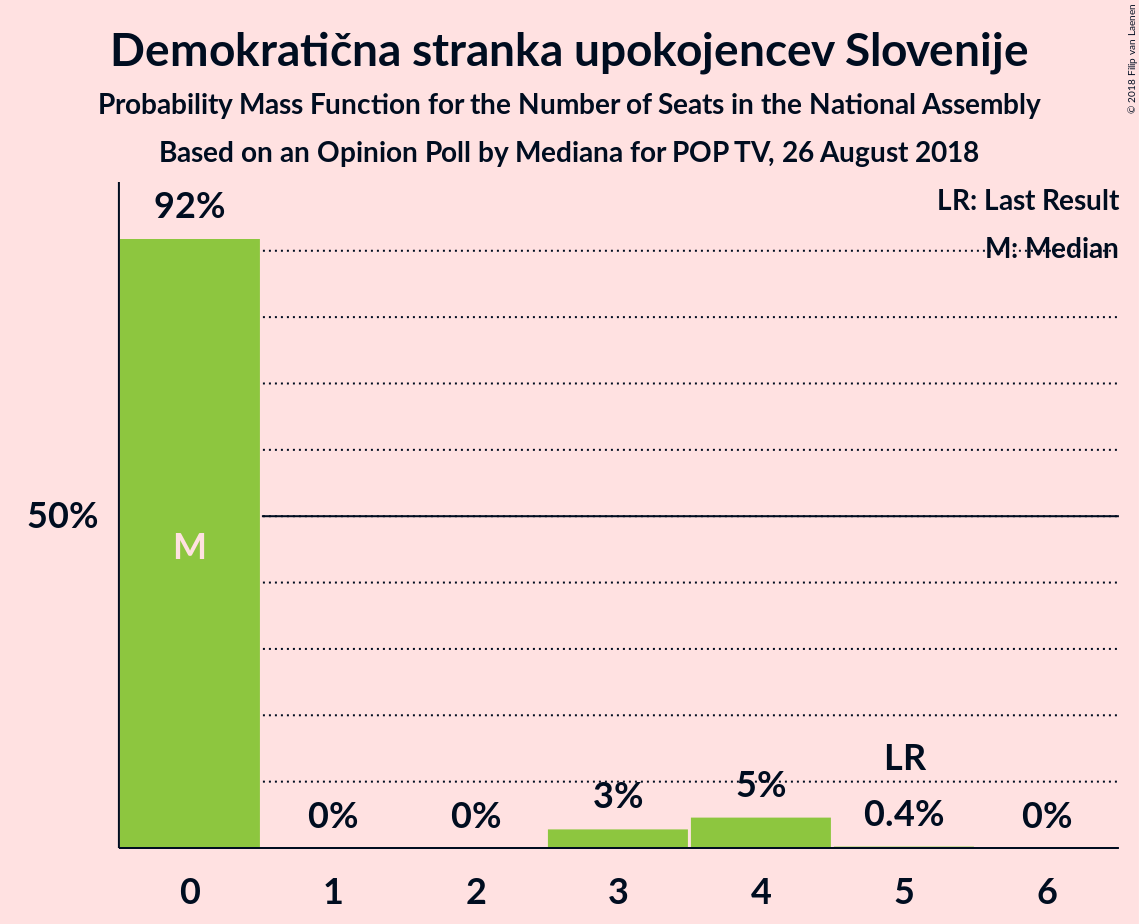 Demokratična stranka upokojencev Slovenije
Probability Mass Function for the Number of Seats in the National Assembly
Based on an Opinion Poll by Mediana for POP TV, 26 August 2018
© 2018 Filip van Laenen
LR: Last Result
M: Median
92%
50%
M
0%
0%
3%
5%
LR
0.4%
0%
0 1 2 3 4 5 6